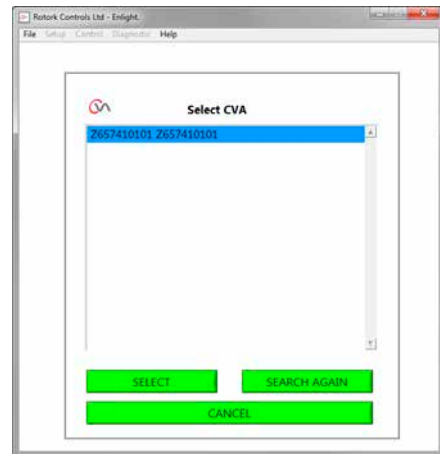 Rotork Controls Ltd - Enlight.
File Setup Control Diagnostic Help
Select CVA
Z657410101 Z657410101
SELECT
SEARCH AGAIN
CANCEL